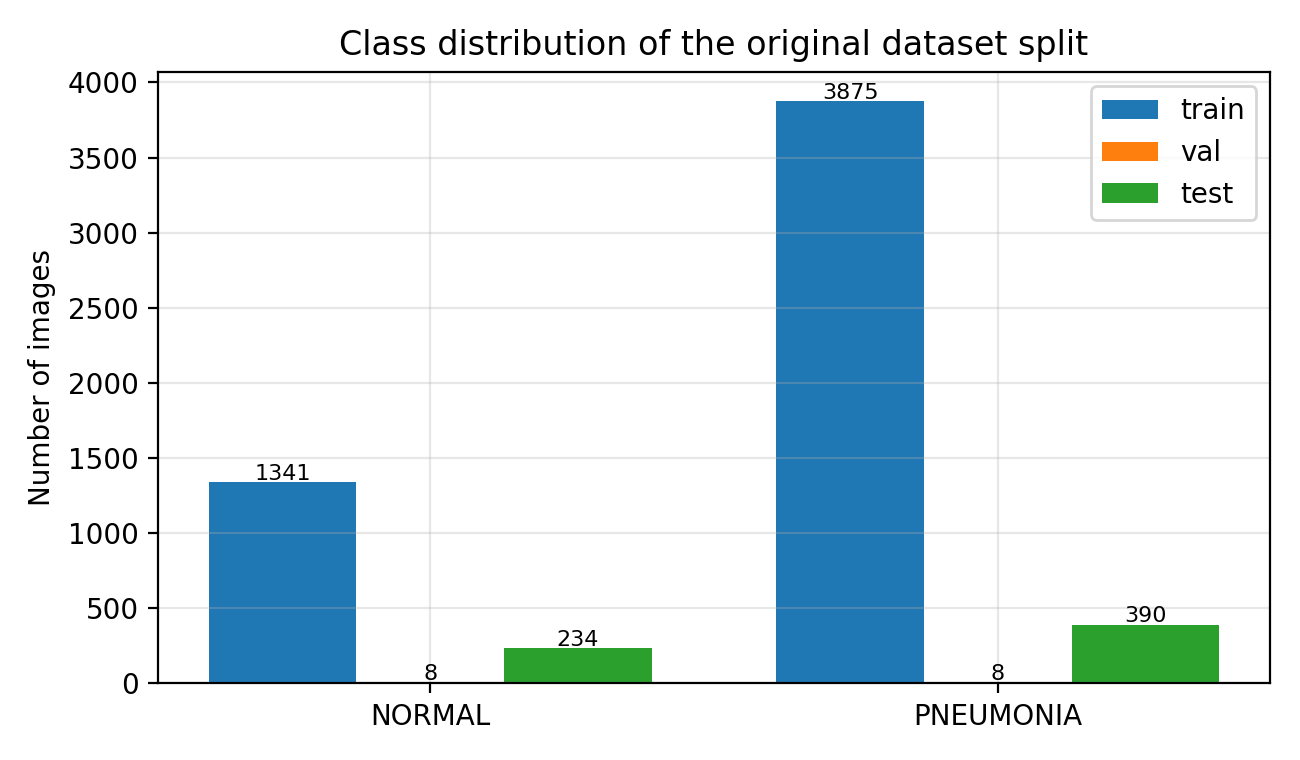 Class distribution of the original dataset split
Number of images
4000
3500
3000
2500
2000
1500
1000
500
0
1341
8
234
3875
8
390
NORMAL
PNEUMONIA
train
val
test